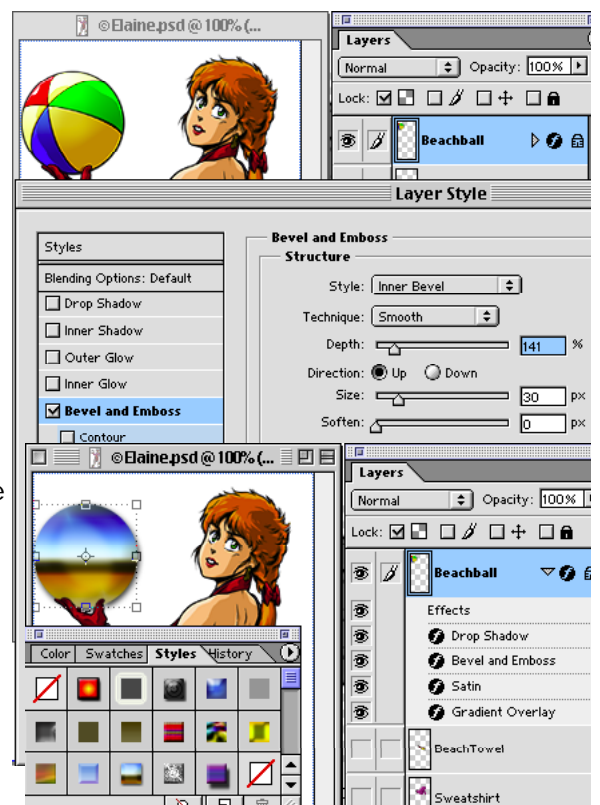 ©Elaine.psd @ 100% (...
Layers
Normal
Opacity: 100%
Lock:
Beachball
Layer Style
Styles
Blending Options: Default
Drop Shadow
Inner Shadow
Outer Glow
Inner Glow
Bevel and Emboss
Contour
Bevel and Emboss
Structure
Style: Inner Bevel
Technique: Smooth
Depth: 141 %
Direction: Up Down
Size: 30 px
Soften: 0 px
e
©Elaine.psd @ 100% (...
Color Swatches Styles History
Layers
Normal
Opacity: 100%
Lock:
Beachball
Effects
Drop Shadow
Bevel and Emboss
Satin
Gradient Overlay
BeachTowel
Sweatshirt